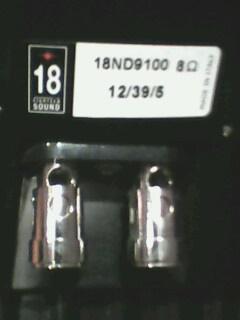 18
EIGHTEEN
SOUND
18ND9100 8Ω
12/39/5
MADE IN ITALY